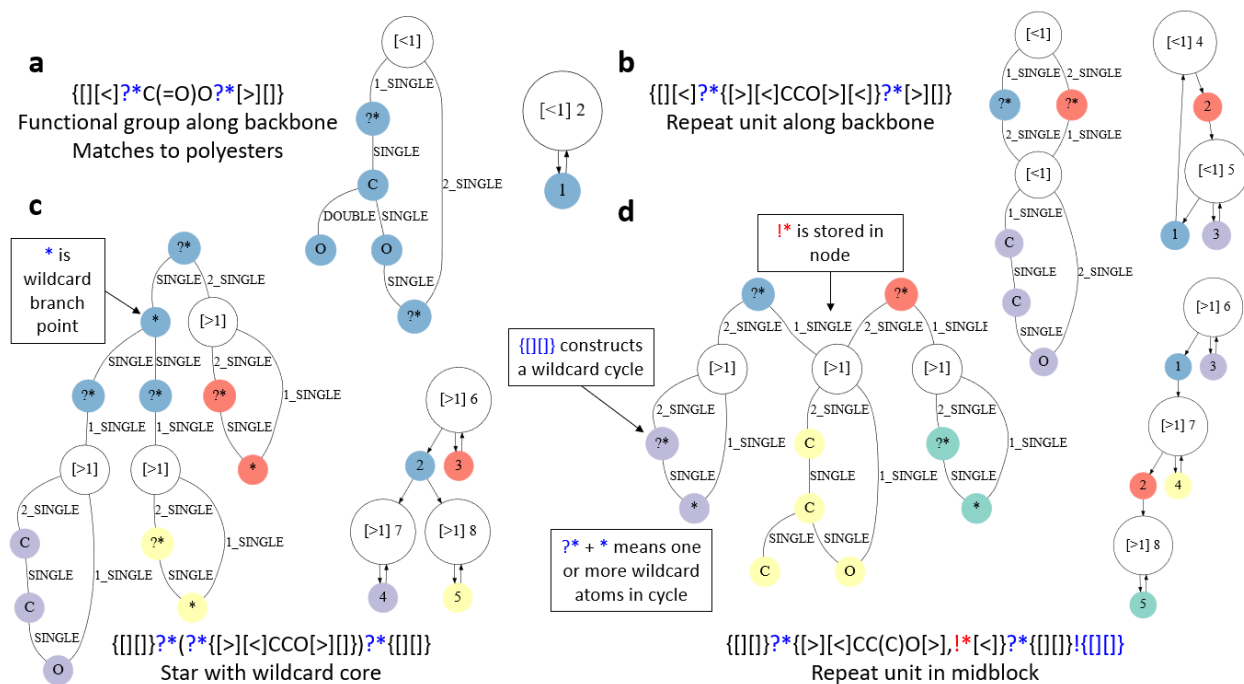 a
{[][<]?*C(=O)O?*[>][]}
Functional group along backbone
Matches to polyesters
[<1]
1_SINGLE
?*
SINGLE
C
2_SINGLE
DOUBLE
SINGLE
O
O
SINGLE
?*
[<1] 2
1
b
{[][<]?*{[>][<]CCO[>][<]}?*[>][]}
Repeat unit along backbone
[<1]
1_SINGLE
2_SINGLE
?*
?*
2_SINGLE
1_SINGLE
[<1]
1_SINGLE
C
SINGLE
2_SINGLE
C
SINGLE
O
[<1] 4
2
[<1] 5
1
3
c
* is
wildcard
branch
point
?*
SINGLE
2_SINGLE
*
[>1]
SINGLE
SINGLE
2_SINGLE
?*
?*
?*
1_SINGLE
1_SINGLE
1_SINGLE
SINGLE
*
[>1]
[>1]
2_SINGLE
2_SINGLE
C
?*
1_SINGLE
SINGLE
1_SINGLE
SINGLE
C
*
SINGLE
O
[>1] 6
2
3
[>1] 7
[>1] 8
4
5
{[][]}?*(?*{[>][<]CCO[>][]})?*{[][]}
Star with wildcard core
d
!* is stored in
node
?*
?*
2_SINGLE
1_SINGLE
2_SINGLE
1_SINGLE
{[][]} constructs
a wildcard cycle
[>1]
[>1]
[>1]
2_SINGLE
2_SINGLE
2_SINGLE
?*
1_SINGLE
C
?*
1_SINGLE
SINGLE
SINGLE
1_SINGLE
SINGLE
*
C
*
SINGLE
SINGLE
C
O
?* + * means one
or more wildcard
atoms in cycle
[>1] 6
1
3
[>1] 7
2
4
[>1] 8
5
{[][]}?*{[>][<]CC(C)O[>],!*[<]}?*{[][]}!{[][]}
Repeat unit in midblock